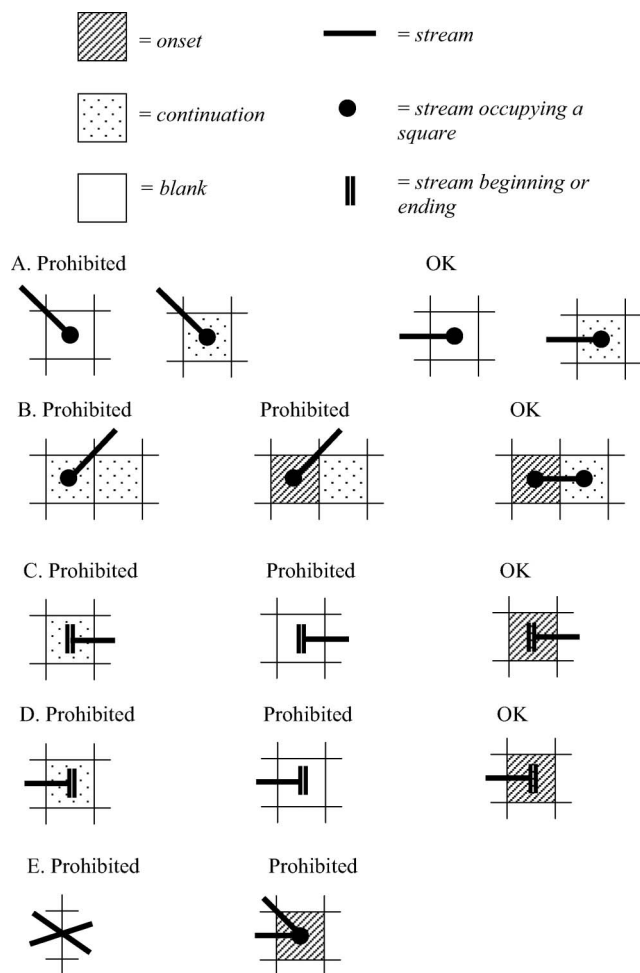 = onset
= stream
= continuation
= stream occupying a
square
= blank
= stream beginning or
ending
A. Prohibited
OK
B. Prohibited
Prohibited
OK
C. Prohibited
Prohibited
OK
D. Prohibited
Prohibited
OK
E. Prohibited
Prohibited